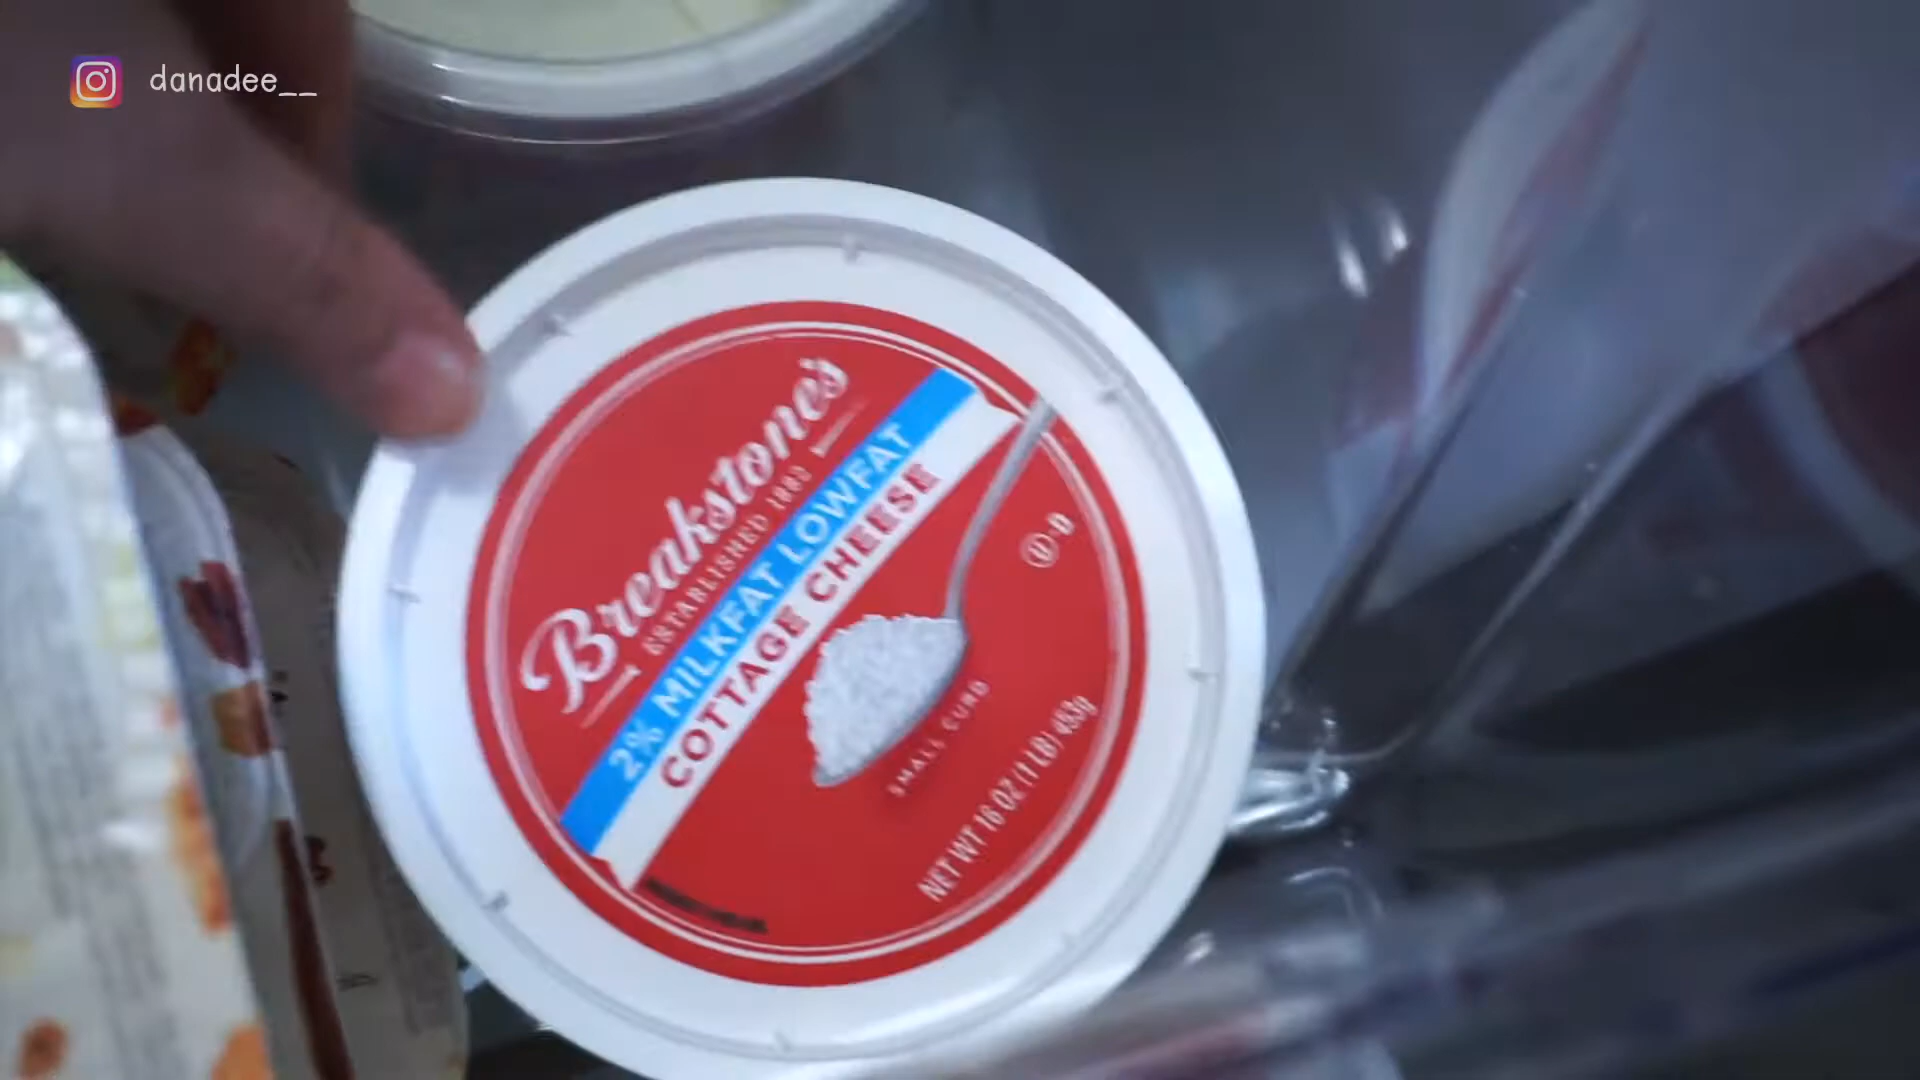 danadee__
Breakstone's
ESTABLISHED 1882
2% MILKFAT LOWFAT
COTTAGE CHEESE
U-D
SMALL CURD
NET WT 16 OZ (1 LB) 453g